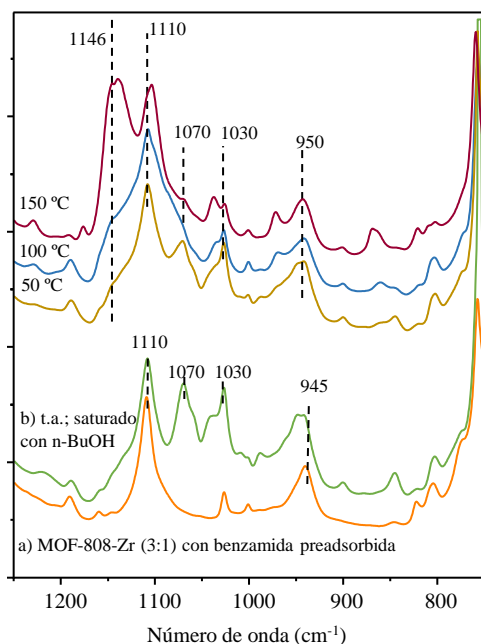 1146
1110
1070
1030
950
150 ºC
100 ºC
50 ºC
1110
1070
1030
945
b) t.a.; saturado
con n-BuOH
a) MOF-808-Zr (3:1) con benzamida preadsorbida
1200
1100
1000
900
800
Número de onda (cm-1)